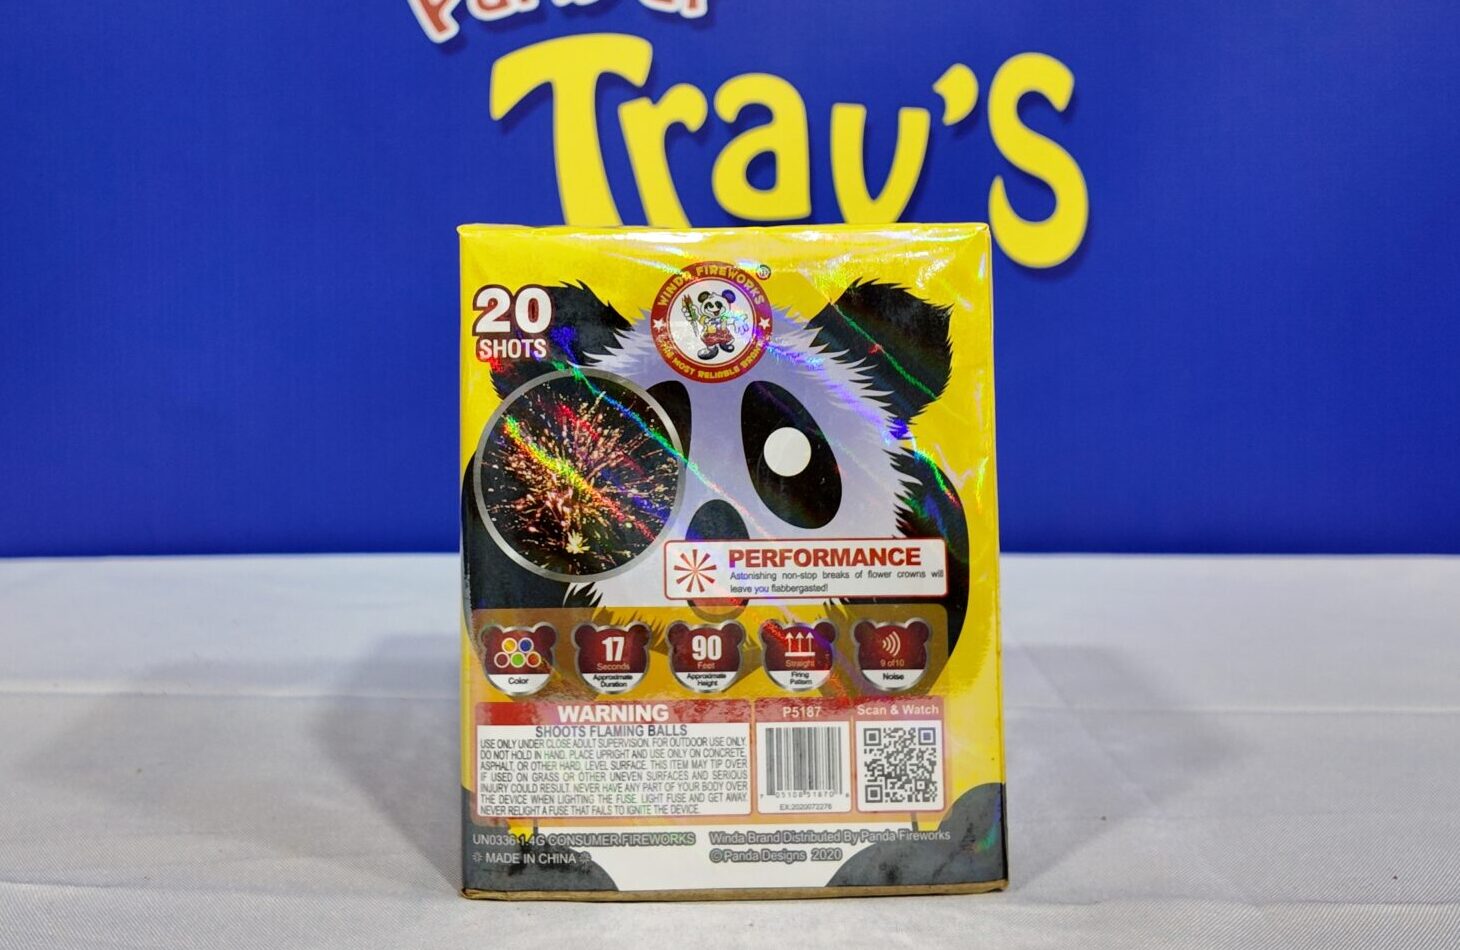 Trav's
WINDA FIREWORKS
THE MOST RELIABLE BRAND
20
SHOTS
PERFORMANCE
Astonishing non-stop breaks of flower crowns will
leave you flabbergasted!
Color
17
Seconds
Approximate
Duration
90
Feet
Approximate
Height
Straight
Firing
Pattern
9 of 10
Noise
WARNING
SHOOTS FLAMING BALLS
USE ONLY UNDER CLOSE ADULT SUPERVISION. FOR OUTDOOR USE ONLY.
DO NOT HOLD IN HAND. PLACE UPRIGHT AND USE ONLY ON CONCRETE,
ASPHALT, OR OTHER HARD, LEVEL SURFACE. THIS ITEM MAY TIP OVER
IF USED ON GRASS OR OTHER UNEVEN SURFACES AND SERIOUS
INJURY COULD RESULT. NEVER HAVE ANY PART OF YOUR BODY OVER
THE DEVICE WHEN LIGHTING THE FUSE. LIGHT FUSE AND GET AWAY.
NEVER RELIGHT A FUSE THAT FAILS TO IGNITE THE DEVICE.
P5187
EX:2020072276
Scan & Watch
UN0336 1.4G CONSUMER FIREWORKS
MADE IN CHINA
Winda Brand Distributed By Panda Fireworks
©Panda Designs 2020